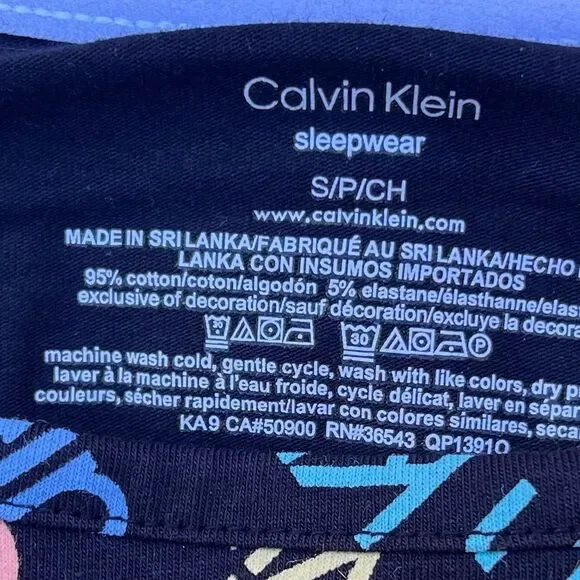 Calvin Klein
sleepwear
S/P/CH
www.calvinklein.com
MADE IN SRI LANKA/FABRIQUÉ AU SRI LANKA/HECHO
LANKA CON INSUMOS IMPORTADOS
95% cotton/coton/algodón 5% elastane/élasthanne/elas
exclusive of decoration/sauf décoration/excluye la decora
30 30 P
machine wash cold, gentle cycle, wash with like colors, dry p
laver à la machine à l'eau froide, cycle délicat, laver en sépar
couleurs, sécher rapidement/lavar con colores similares, seca
KA9 CA#50900 RN#36543 QP1391O